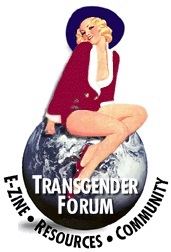 TRANSGENDER
FORUM
E-ZINE • RESOURCES • COMMUNITY